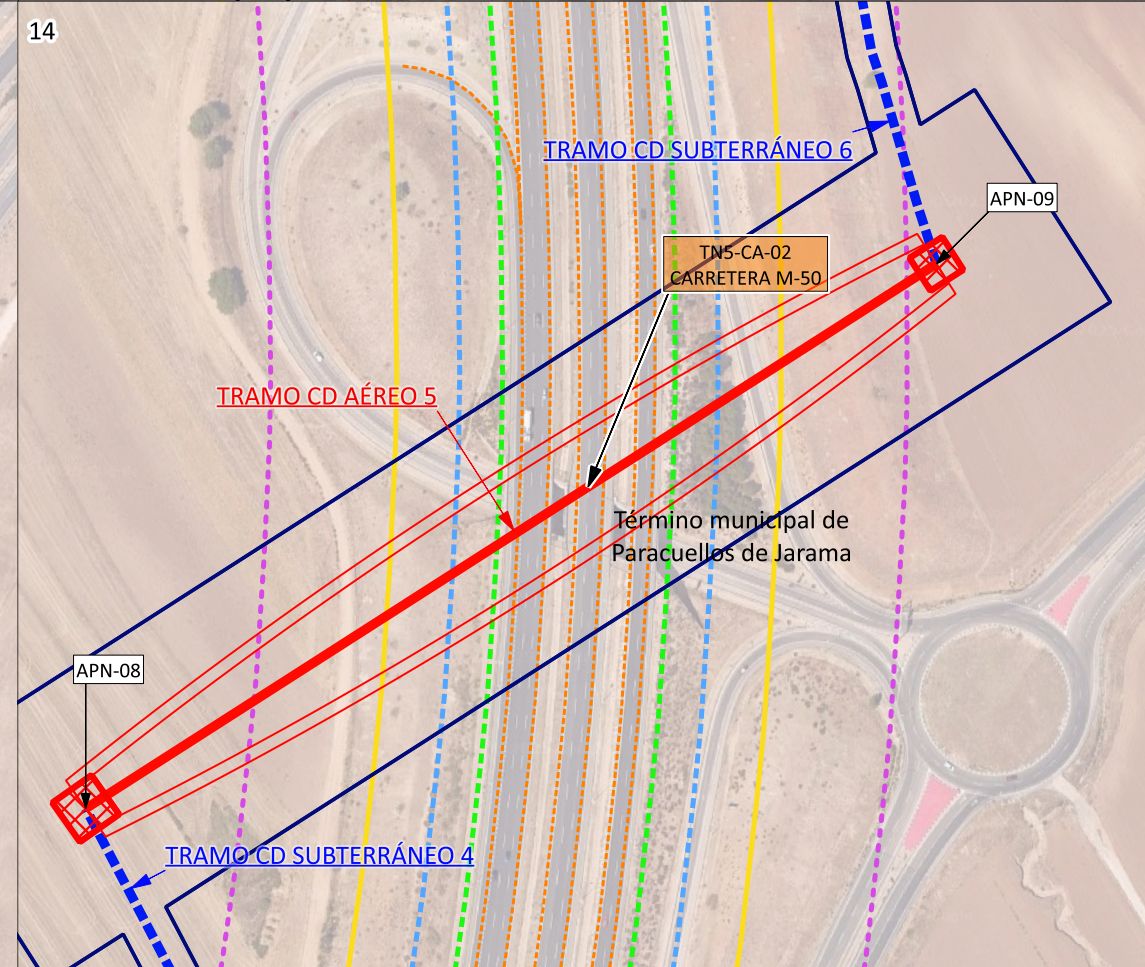 14
TRAMO CD SUBTERRÁNEO 6
APN-09
TN5-CA-02
CARRETERA M-50
TRAMO CD AÉREO 5
Término municipal de
Paracuellos de Jarama
APN-08
TRAMO CD SUBTERRÁNEO 4